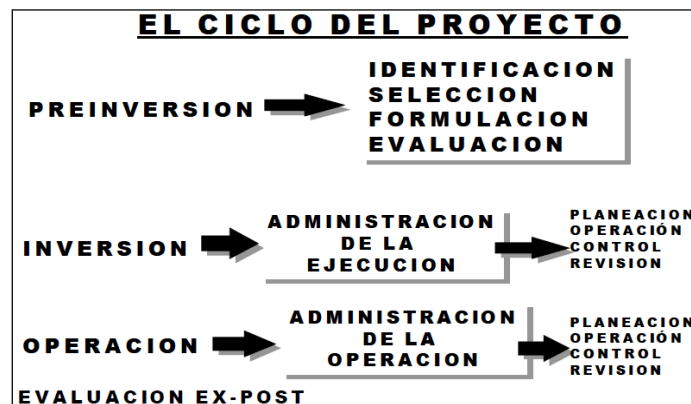 EL CICLO DEL PROYECTO
PREINVERSION
IDENTIFICACION
SELECCION
FORMULACION
EVALUACION
INVERSION
ADMINISTRACION
DE LA
EJECUCION
PLANEACION
OPERACIÓN
CONTROL
REVISION
OPERACION
ADMINISTRACION
DE LA
OPERACION
PLANEACION
OPERACIÓN
CONTROL
REVISION
EVALUACION EX-POST